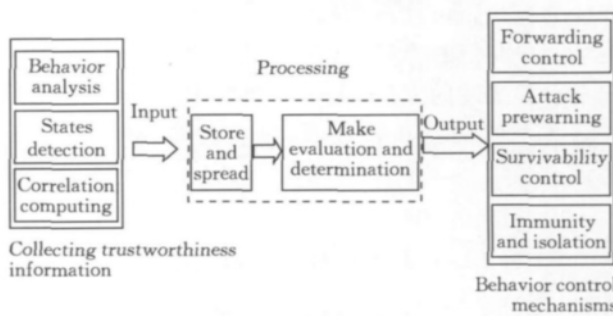 Behavior
analysis
States
detection
Correlation
computing
Collecting trustworthiness
information
Input
Processing
Store
and
spread
Make
evaluation and
determination
Output
Forwarding
control
Attack
prewarning
Survivability
control
Immunity
and isolation
Behavior control
mechanisms